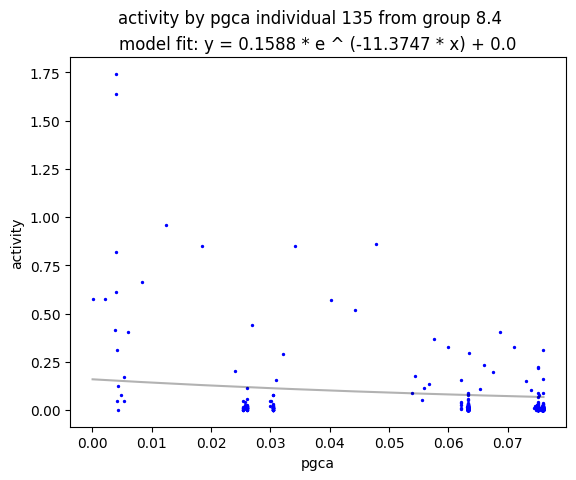 activity by pgca individual 135 from group 8.4
model fit: y = 0.1588 * e ^ (-11.3747 * x) + 0.0
1.75
1.50
1.25
1.00
0.75
0.50
0.25
0.00
activity
0.00 0.01 0.02 0.03 0.04 0.05 0.06 0.07
pgca